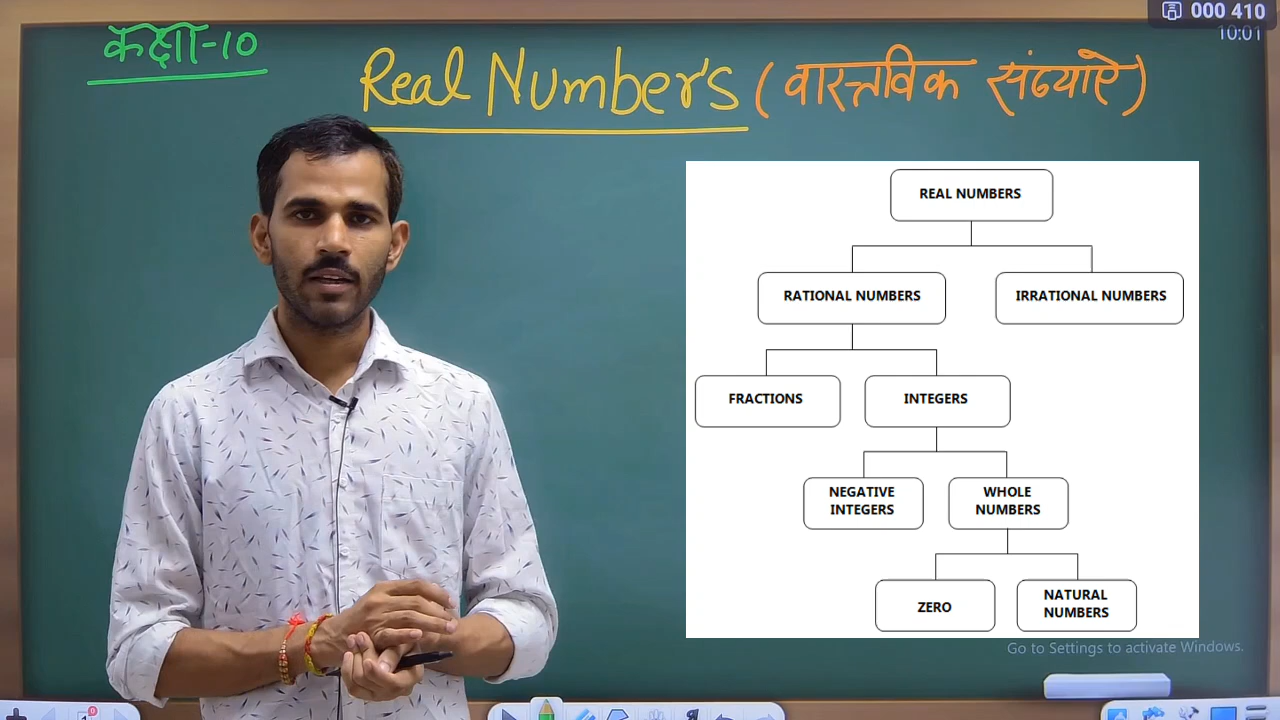 000 410
10:01
कक्षा-10
Real Numbers (वास्तविक संख्याऐ)
REAL NUMBERS
RATIONAL NUMBERS
IRRATIONAL NUMBERS
FRACTIONS
INTEGERS
NEGATIVE
INTEGERS
WHOLE
NUMBERS
ZERO
NATURAL
NUMBERS
Go to Settings to activate Windows.